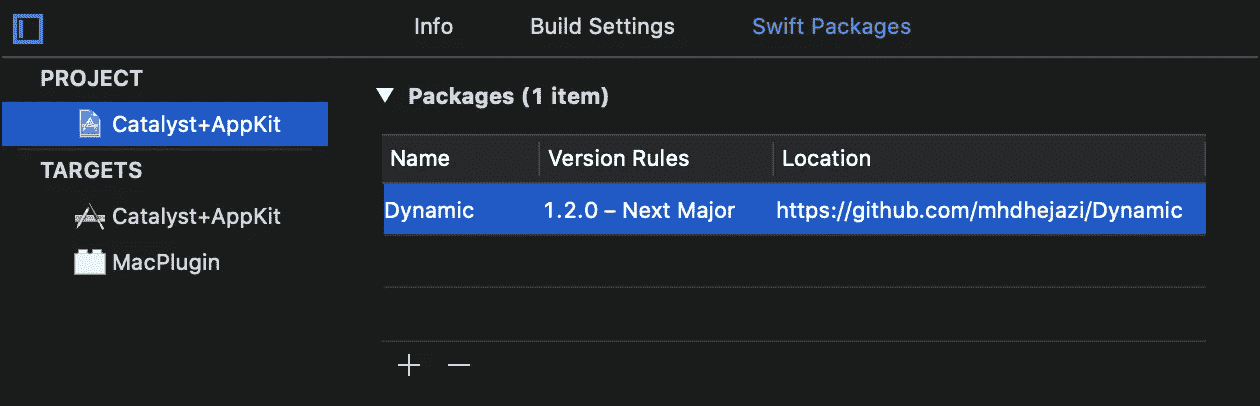 Info Build Settings Swift Packages
PROJECT
Catalyst+AppKit
TARGETS
Catalyst+AppKit
MacPlugin
Packages (1 item)
Name Version Rules Location
Dynamic 1.2.0 – Next Major https://github.com/mhdhejazi/Dynamic